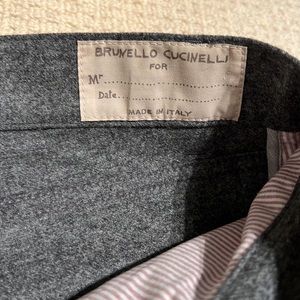 BRUNELLO CUCINELLI
FOR
Mr..................
Date................
MADE IN ITALY